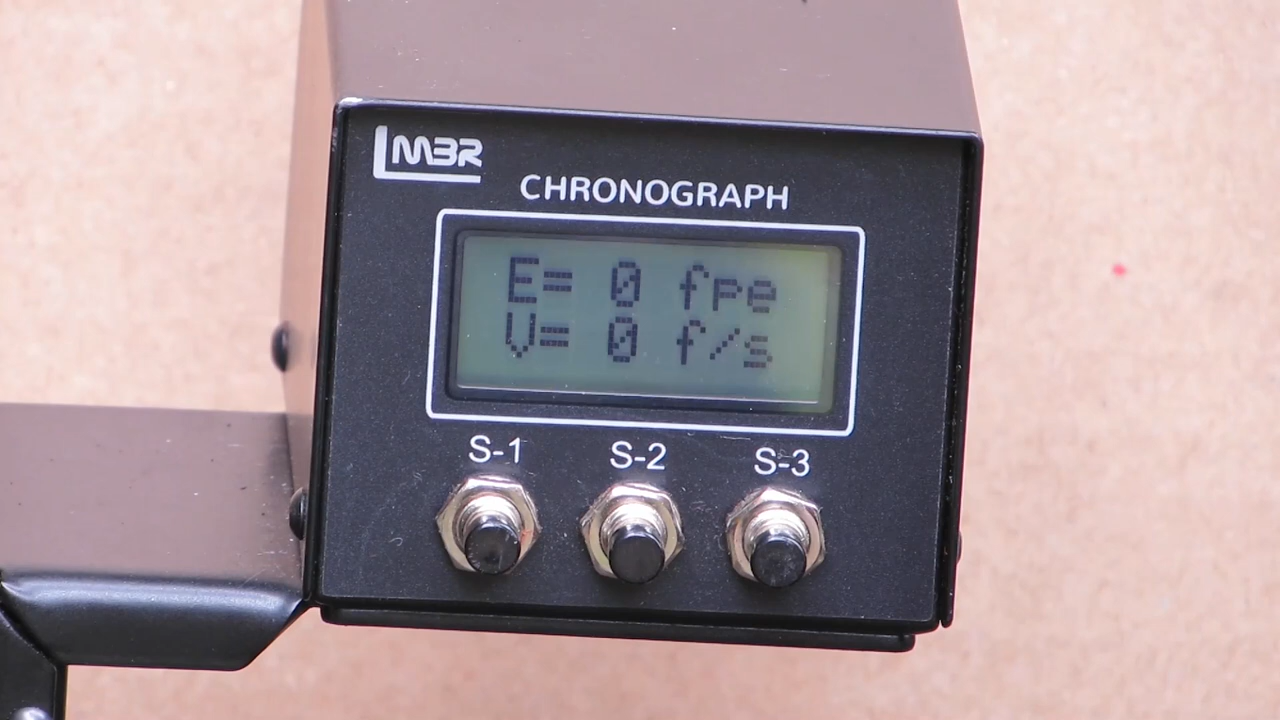 LMBR
CHRONOGRAPH
E= 0 fpe
V= 0 f/s
S-1 S-2 S-3